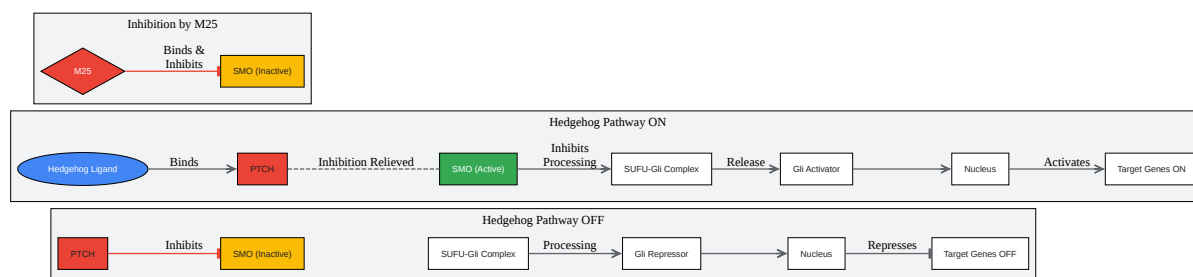 Inhibition by M25
M25
Binds &
Inhibits
SMO (Inactive)
Hedgehog Pathway ON
Hedgehog Ligand
Binds
PTCH
Inhibition Relieved
SMO (Active)
Inhibits
Processing
SUFU-Gli Complex
Release
Gli Activator
Nucleus
Activates
Target Genes ON
Hedgehog Pathway OFF
PTCH
Inhibits
SMO (Inactive)
SUFU-Gli Complex
Processing
Gli Repressor
Nucleus
Represses
Target Genes OFF